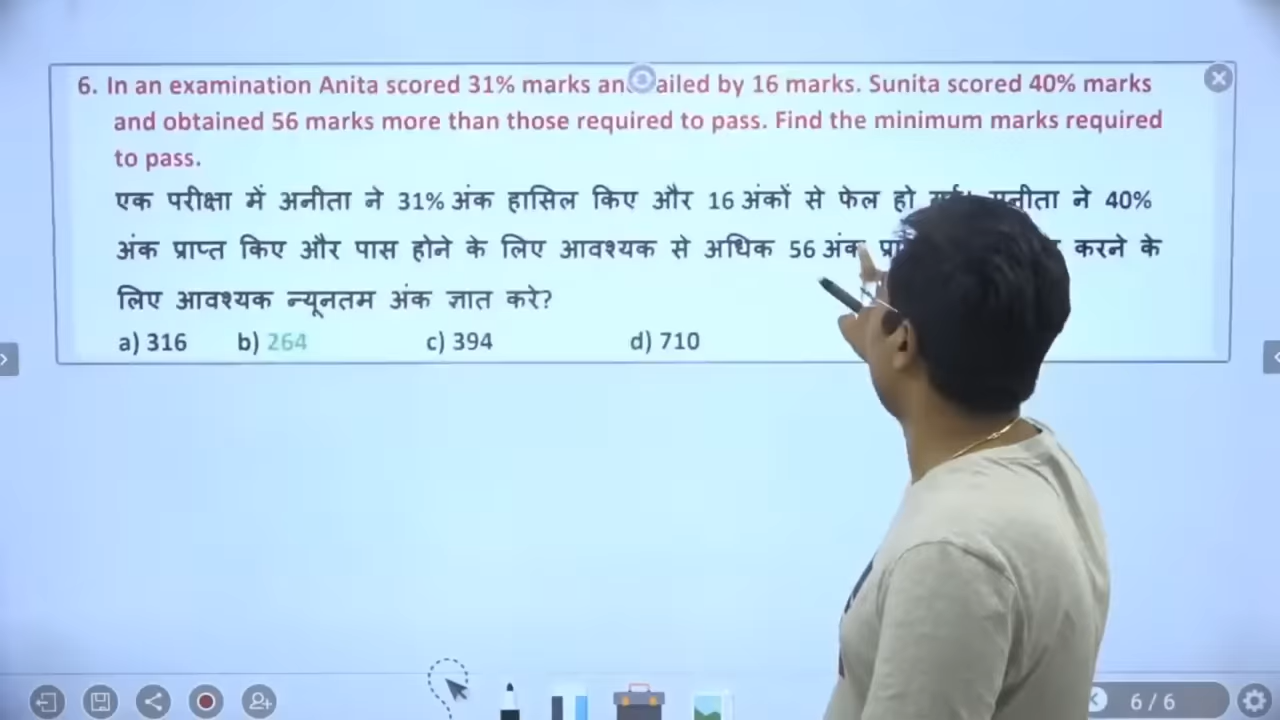 6. In an examination Anita scored 31% marks an ailed by 16 marks. Sunita scored 40% marks
and obtained 56 marks more than those required to pass. Find the minimum marks required
to pass.
एक परीक्षा में अनीता ने 31% अंक हासिल किए और 16 अंकों से फेल हो ने 40%
अंक प्राप्त किए और पास होने के लिए आवश्यक से अधिक 56 अंक करने के
लिए आवश्यक न्यूनतम अंक ज्ञात करे?
a) 316 b) 264 c) 394 d) 710
6 / 6